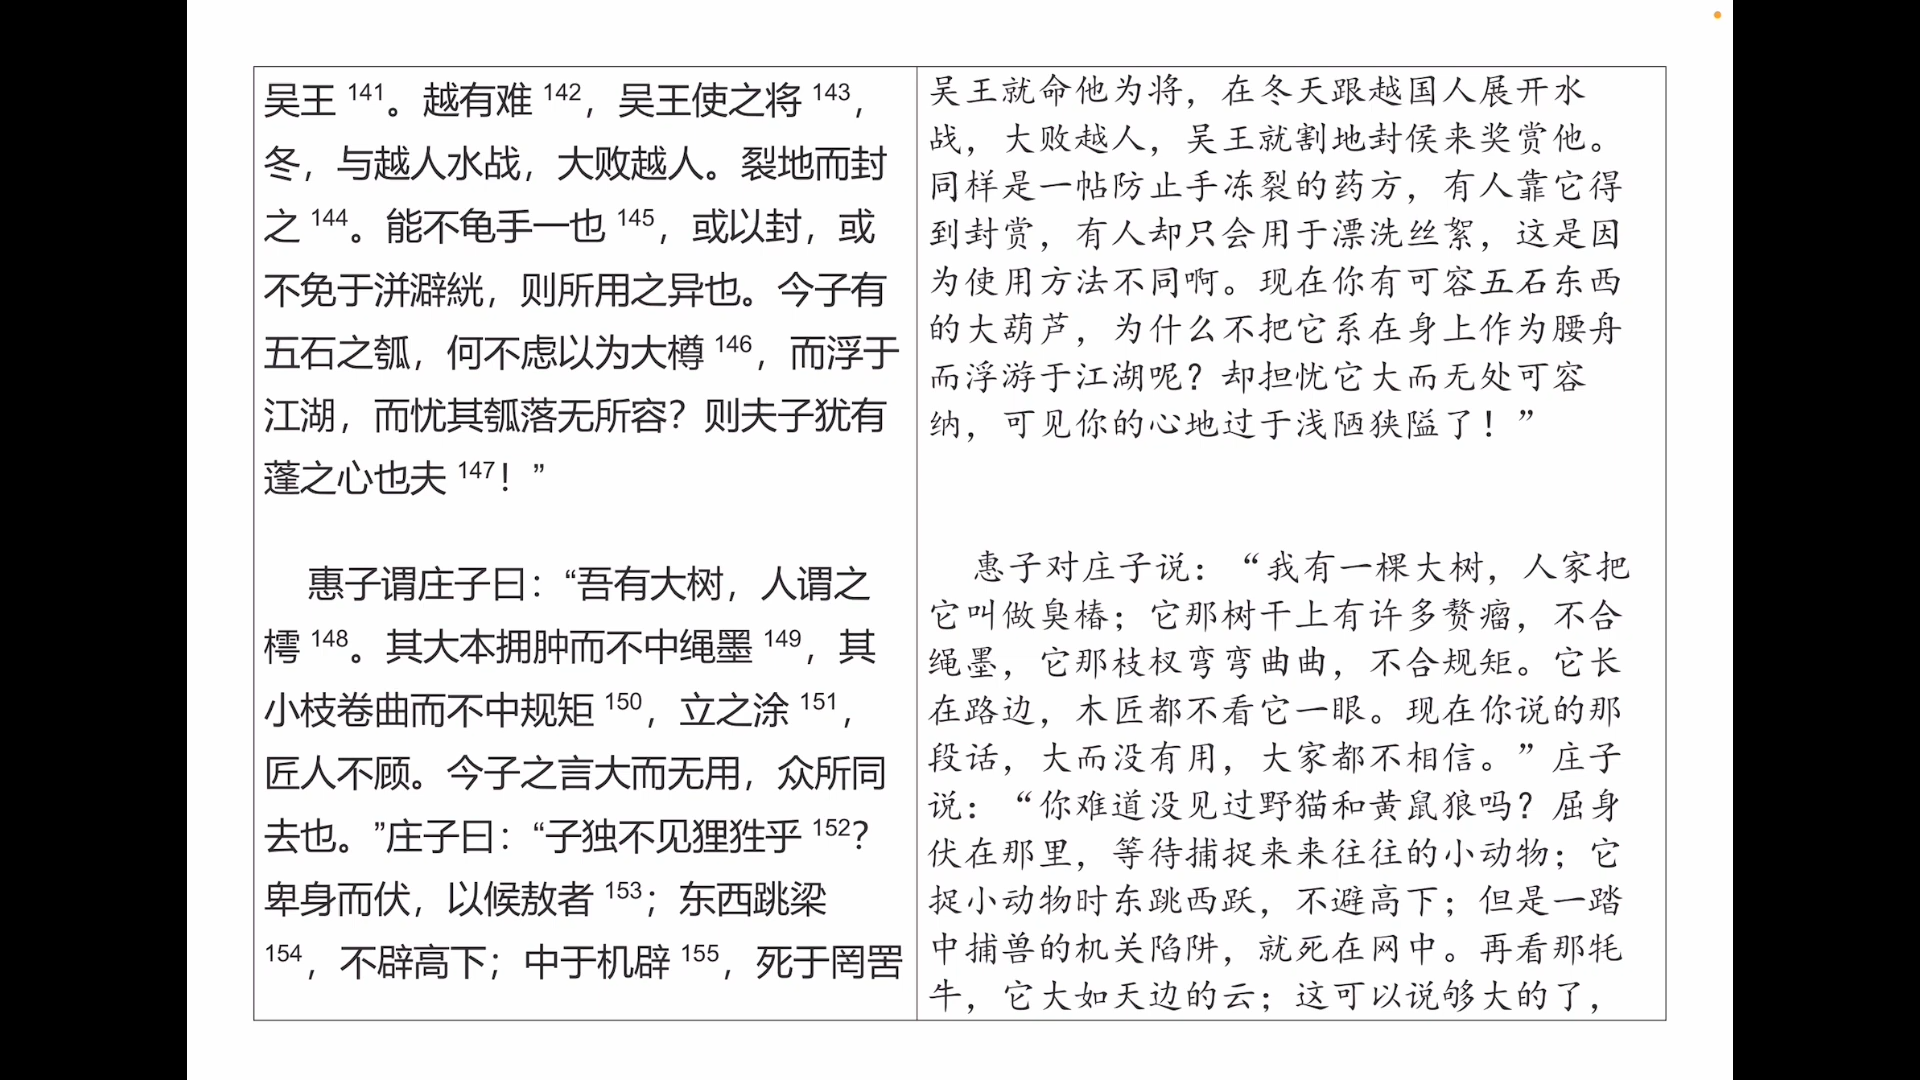 吴王 141。越有难 142，吴王使之将 143，
冬，与越人水战，大败越人。裂地而封
之 144。能不龟手一也 145，或以封，或
不免于洴澼絖，则所用之异也。今子有
五石之瓠，何不虑以为大樽 146，而浮于
江湖，而忧其瓠落无所容？则夫子犹有
蓬之心也夫 147！”
惠子谓庄子曰：“吾有大树，人谓之
樗 148。其大本拥肿而不中绳墨 149，其
小枝卷曲而不中规矩 150，立之涂 151，
匠人不顾。今子之言大而无用，众所同
去也。”庄子曰：“子独不见狸狌乎 152？
卑身而伏，以候敖者 153；东西跳梁
154，不辟高下；中于机辟 155，死于罔罟
吴王就命他为将，在冬天跟越国人展开水
战，大败越人，吴王就割地封侯来奖赏他。
同样是一帖防止手冻裂的药方，有人靠它得
到封赏，有人却只会用于漂洗丝絮，这是因
为使用方法不同啊。现在你有可容五石东西
的大葫芦，为什么不把它系在身上作为腰舟
而浮游于江湖呢？却担忧它大而无处可容
纳，可见你的心地过于浅陋狭隘了！”
惠子对庄子说：“我有一棵大树，人家把
它叫做臭椿；它那树干上有许多赘瘤，不合
绳墨，它那枝杈弯弯曲曲，不合规矩。它长
在路边，木匠都不看它一眼。现在你说的那
段话，大而没有用，大家都不相信。”庄子
说：“你难道没见过野猫和黄鼠狼吗？屈身
伏在那里，等待捕捉来来往往的小动物；它
捉小动物时东跳西跃，不避高下；但是一踏
中捕兽的机关陷阱，就死在网中。再看那牦
牛，它大如天边的云；这可以说够大的了，